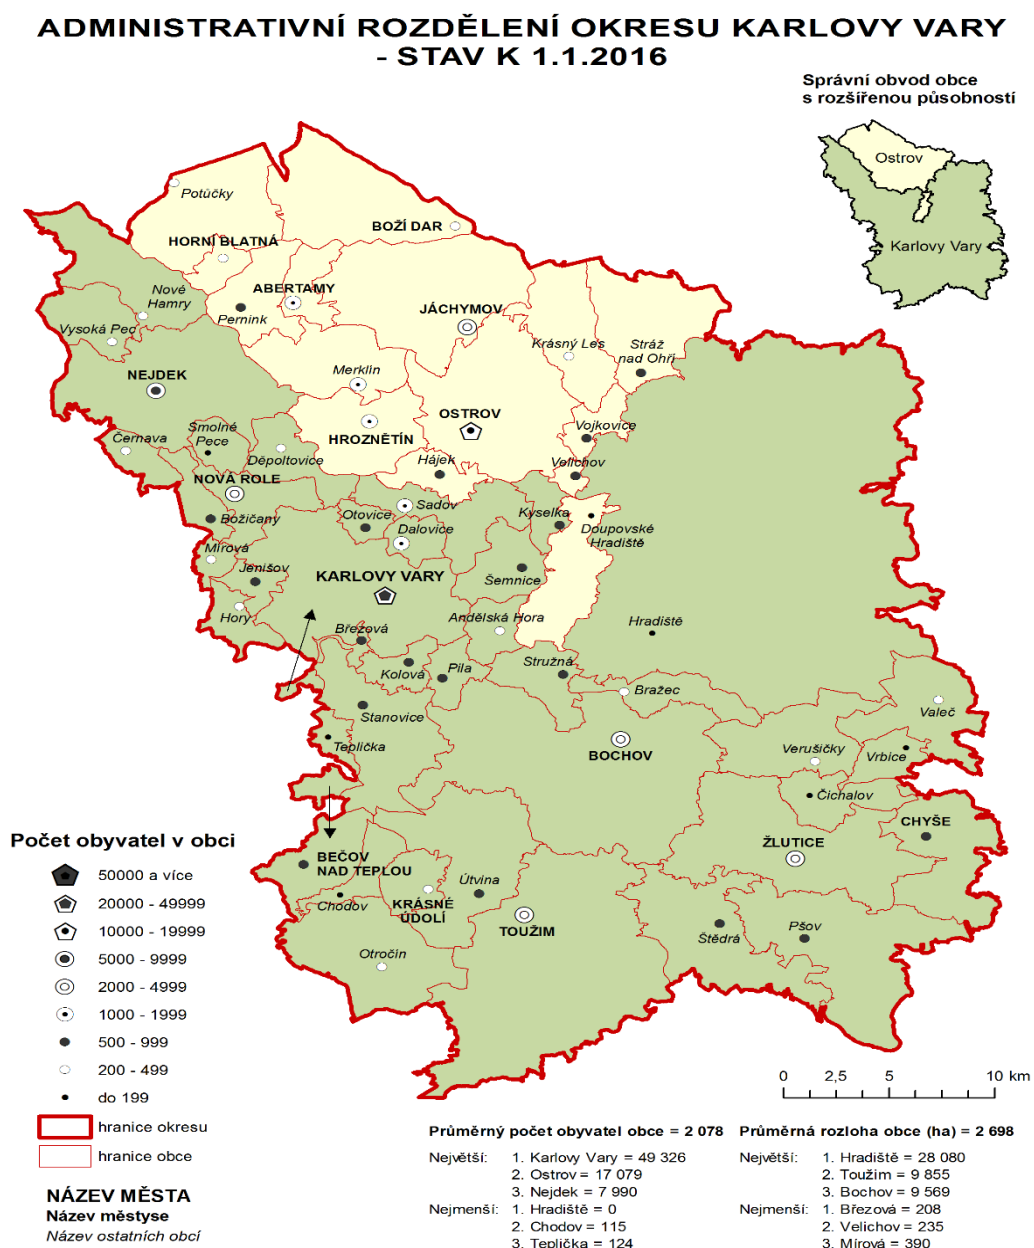 ADMINISTRATIVNÍ ROZDĚLENÍ OKRESU KARLOVY VARY
- STAV K 1.1.2016
Správní obvod obce
s rozšířenou působností
Ostrov
Karlovy Vary
Potůčky
BOŽÍ DAR
HORNÍ BLATNÁ
Nové
Hamry
ABERTAMY
Pernink
JÁCHYMOV
Vysoká Pec
Krásný Les
Stráž
nad Ohří
Merklín
NEJDEK
OSTROV
Smolné
Pece
Černava
HROZNĚTÍN
Vojkovice
Děpoltovice
Hájek
Velichov
NOVÁ ROLE
Sadov
Božičany
Otovice
Kyselka
Dalovice
Doupovské
Hradiště
Mírová
Jenišov
KARLOVY VARY
Šemnice
Hory
Andělská Hora
Hradiště
Březová
Kolová
Pila
Stružná
Bražec
Stanovice
Valeč
Teplička
BOCHOV
Verušičky
Vrbice
Čichalov
CHYŠE
ŽLUTICE
BEČOV
NAD TEPLOU
Útvina
Chodov
KRÁSNÉ
ÚDOLÍ
TOUŽIM
Štědrá
Pšov
Otročin
Počet obyvatel v obci
50000 a více
20000 - 49999
10000 - 19999
5000 - 9999
2000 - 4999
1000 - 1999
500 - 999
200 - 499
do 199
hranice okresu
hranice obce
NÁZEV MĚSTA
Název městyse
Název ostatních obcí
0 2,5 5 10 km
Průměrný počet obyvatel obce = 2 078
Největší: 1. Karlovy Vary = 49 326
2. Ostrov = 17 079
3. Nejdek = 7 990
Nejmenší: 1. Hradiště = 0
2. Chodov = 115
3. Teplička = 124
Průměrná rozloha obce (ha) = 2 698
Největší: 1. Hradiště = 28 080
2. Toužim = 9 855
3. Bochov = 9 569
Nejmenší: 1. Březová = 208
2. Velichov = 235
3. Mírová = 390